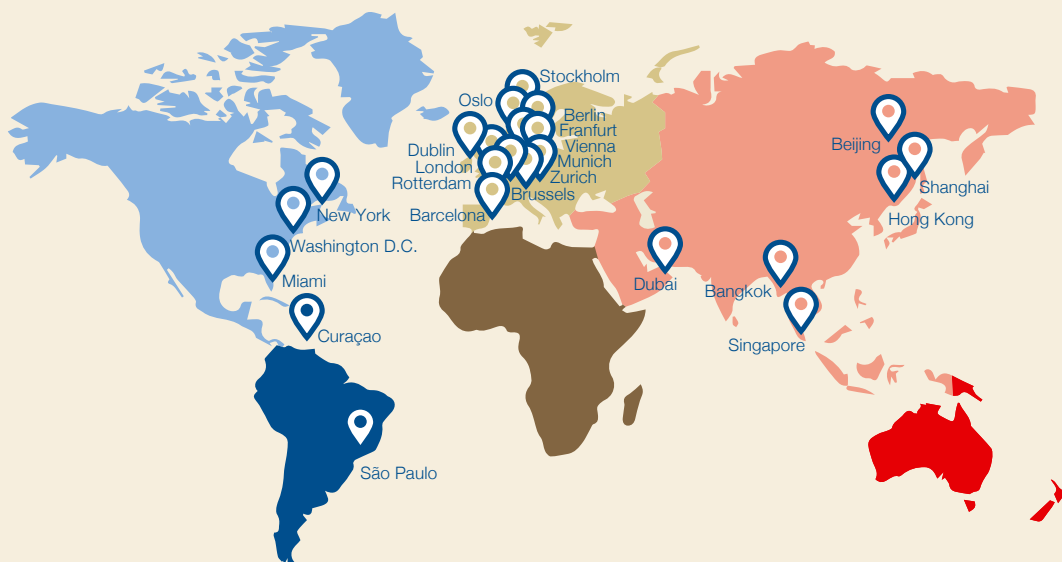 Stockholm
Oslo
Berlin
Franfurt
Vienna
Dublin
Munich
London
Zurich
Rotterdam
Brussels
Barcelona
New York
Washington D.C.
Miami
Curaçao
São Paulo
Beijing
Shanghai
Hong Kong
Dubai
Bangkok
Singapore